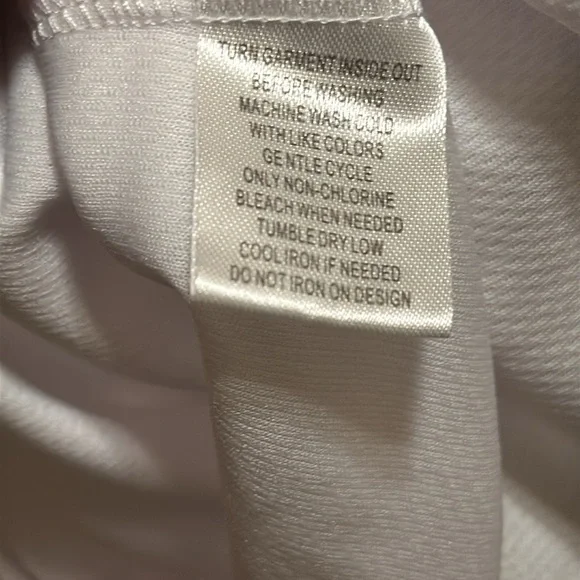 TURN GARMENT INSIDE OUT
BEFORE WASHING
MACHINE WASH COLD
WITH LIKE COLORS
GENTLE CYCLE
ONLY NON-CHLORINE
BLEACH WHEN NEEDED
TUMBLE DRY LOW
COOL IRON IF NEEDED
DO NOT IRON ON DESIGN